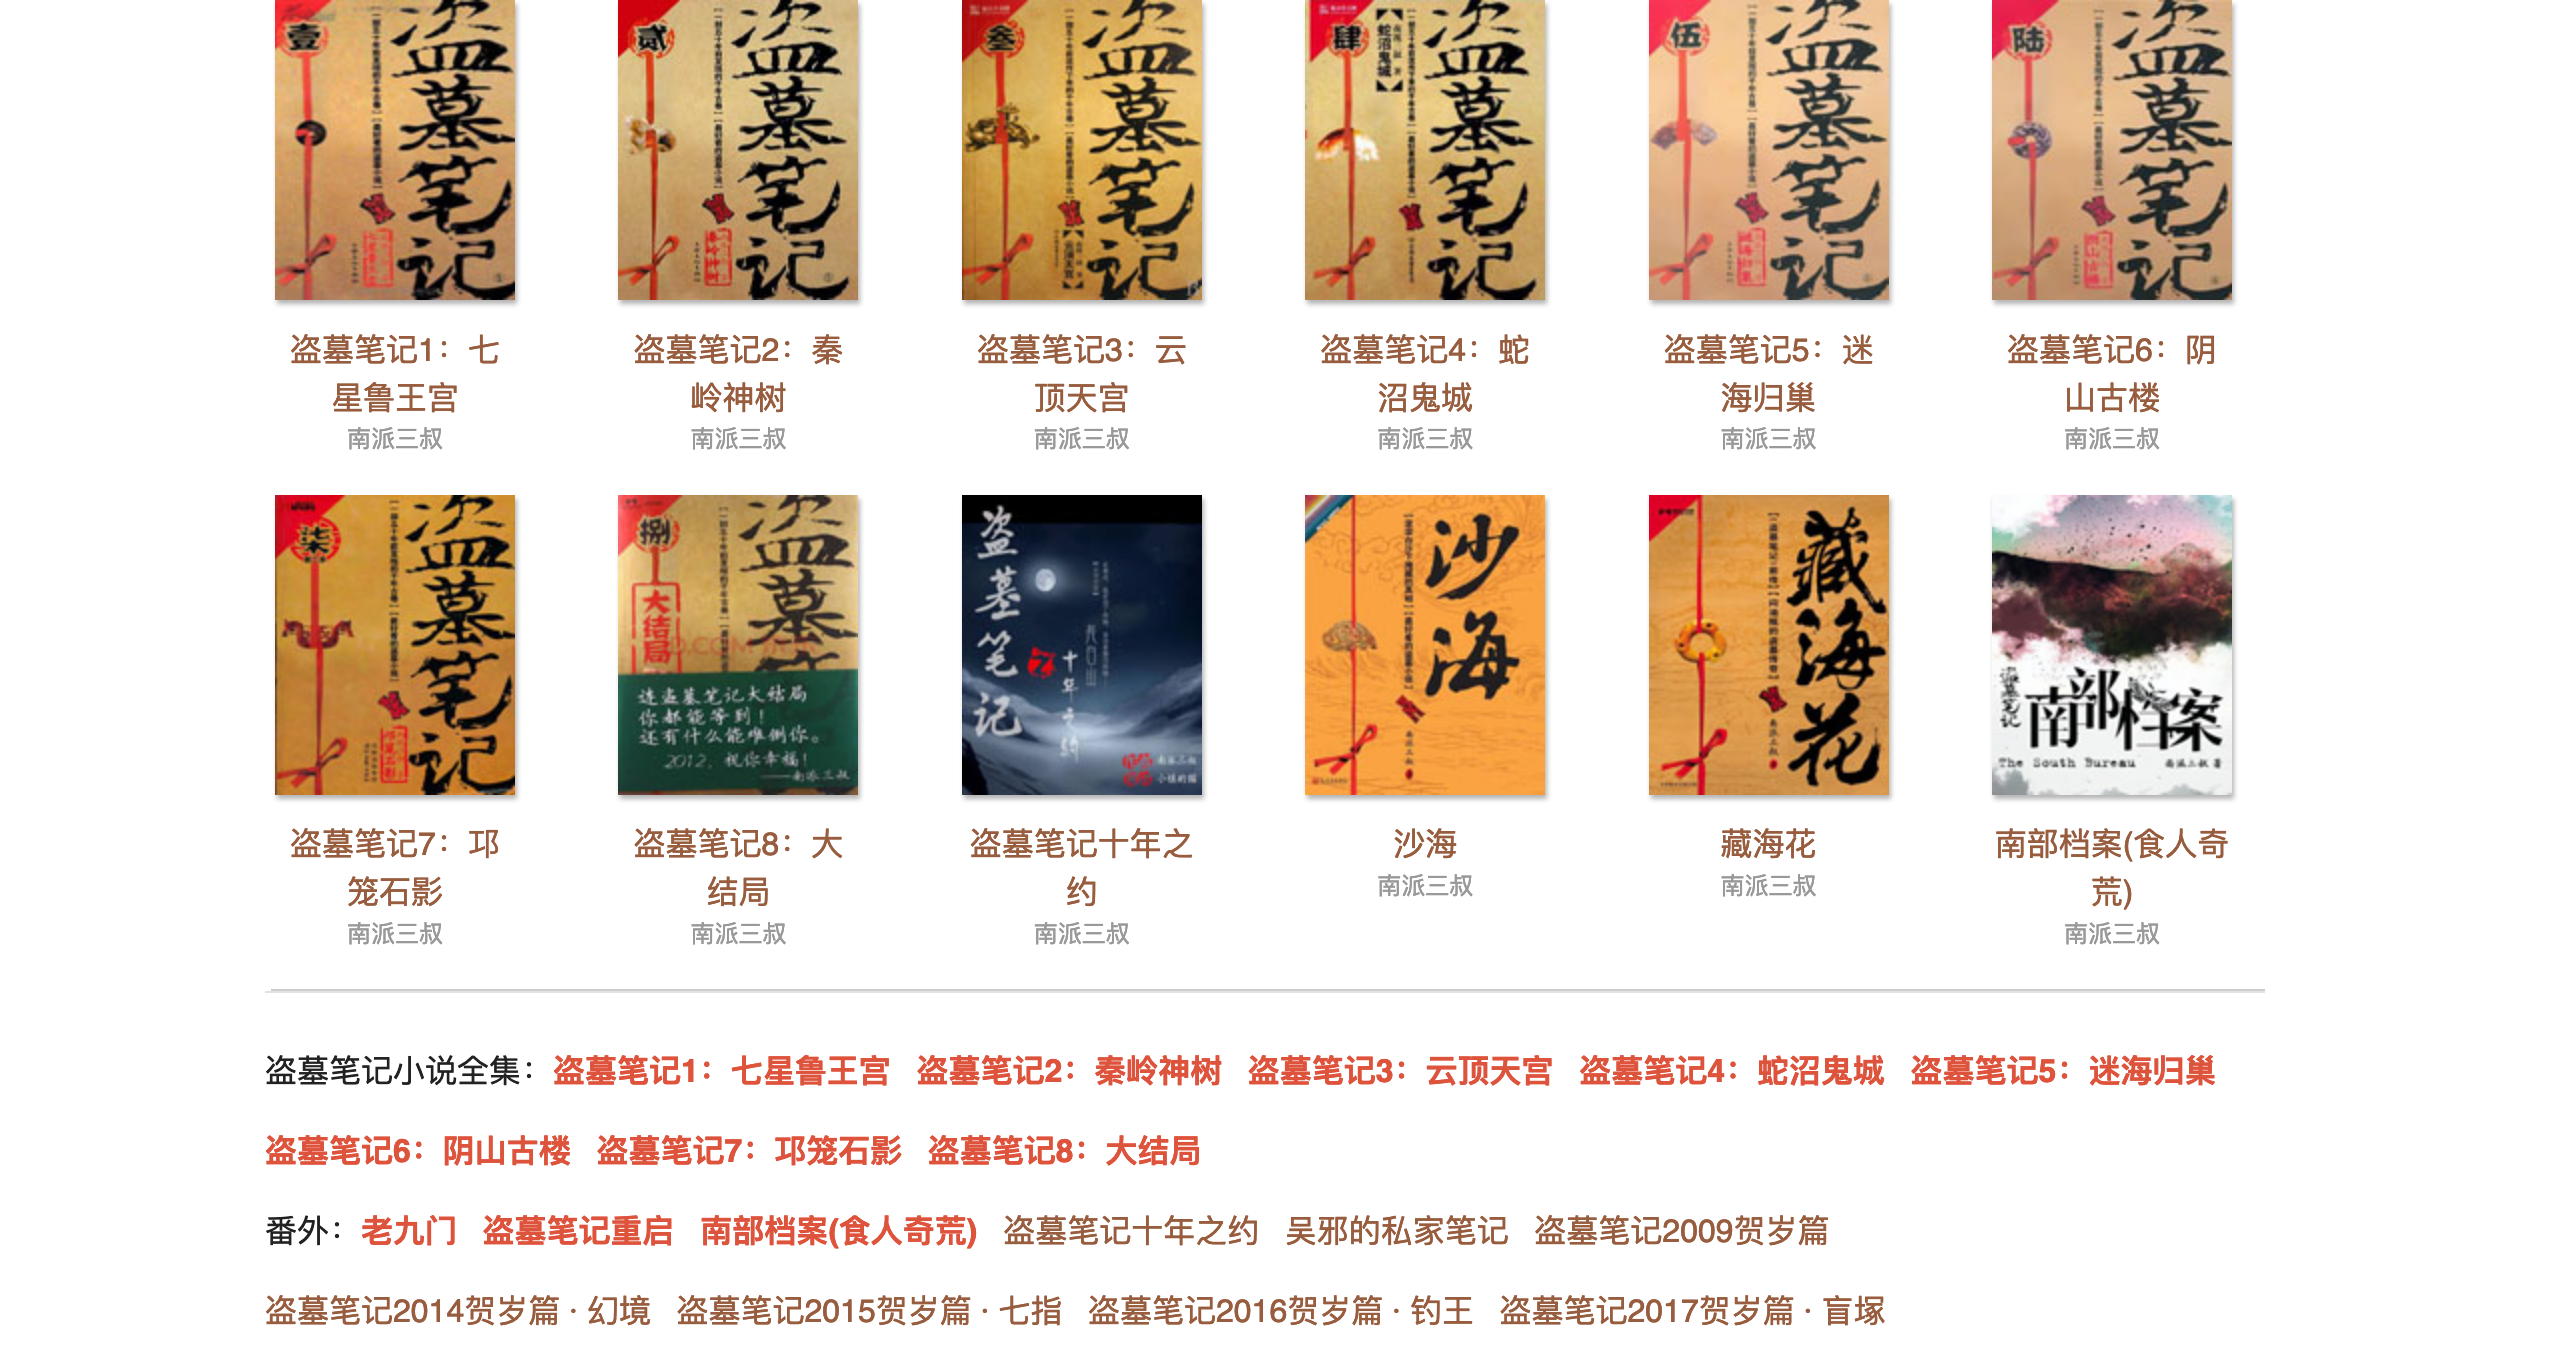 壹
盗墓笔记
贰
盗墓笔记
叁
盗墓笔记
肆
蛇沼鬼城
盗墓笔记
伍
盗墓笔记
陆
盗墓笔记
盗墓笔记1：七
星鲁王宫
南派三叔
盗墓笔记2：秦
岭神树
南派三叔
盗墓笔记3：云
顶天宫
南派三叔
盗墓笔记4：蛇
沼鬼城
南派三叔
盗墓笔记5：迷
海归巢
南派三叔
盗墓笔记6：阴
山古楼
南派三叔
柒
盗墓笔记
捌
大结局
盗墓
连盗墓笔记大结局
你都能等到！
还有什么能难倒你。
2012，祝你幸福！
——南派三叔
盗墓笔记
之
十年
沙海
藏海花
盗墓笔记
南部档案
The South Bureau
南派三叔 著
盗墓笔记7：邛
笼石影
南派三叔
盗墓笔记8：大
结局
南派三叔
盗墓笔记十年之
约
南派三叔
沙海
南派三叔
藏海花
南派三叔
南部档案(食人奇
荒)
南派三叔
盗墓笔记小说全集：盗墓笔记1：七星鲁王宫 盗墓笔记2：秦岭神树 盗墓笔记3：云顶天宫 盗墓笔记4：蛇沼鬼城 盗墓笔记5：迷海归巢
盗墓笔记6：阴山古楼 盗墓笔记7：邛笼石影 盗墓笔记8：大结局
番外：老九门 盗墓笔记重启 南部档案(食人奇荒) 盗墓笔记十年之约 吴邪的私家笔记 盗墓笔记2009贺岁篇
盗墓笔记2014贺岁篇 · 幻境 盗墓笔记2015贺岁篇 · 七指 盗墓笔记2016贺岁篇 · 钓王 盗墓笔记2017贺岁篇 · 盲塚